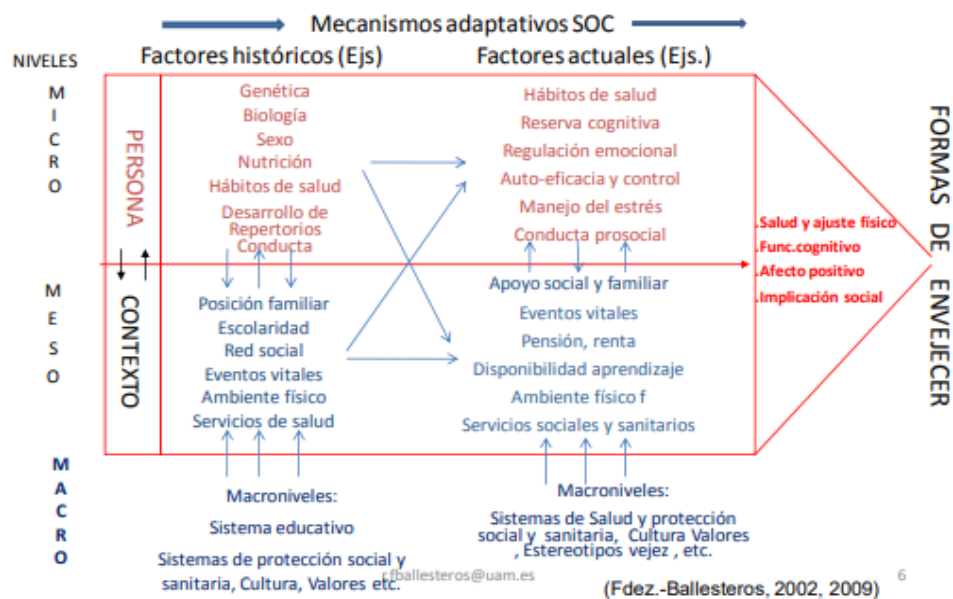 Mecanismos adaptativos SOC
NIVELES
Factores históricos (Ejs)
Factores actuales (Ejs.)
MICRO
PERSONA
Genética
Biología
Sexo
Nutrición
Hábitos de salud
Desarrollo de
Repertorios
Conducta
Hábitos de salud
Reserva cognitiva
Regulación emocional
Auto-eficacia y control
Manejo del estrés
Conducta prosocial
MESO
CONTEXTO
Posición familiar
Escolaridad
Red social
Eventos vitales
Ambiente físico
Servicios de salud
Apoyo social y familiar
Eventos vitales
Pensión, renta
Disponibilidad aprendizaje
Ambiente físico f
Servicios sociales y sanitarios
.Salud y ajuste físico
.Func.cognitivo
.Afecto positivo
.Implicación social
FORMAS DE ENVEJECER
MACRO
Macroniveles:
Sistema educativo
Sistemas de protección social y
sanitaria, Cultura, Valores etc.
Macroniveles:
Sistemas de Salud y protección
social y sanitaria, Cultura Valores
, Estereotipos vejez , etc.
r.fballesteros@uam.es
6
(Fdez.-Ballesteros, 2002, 2009)